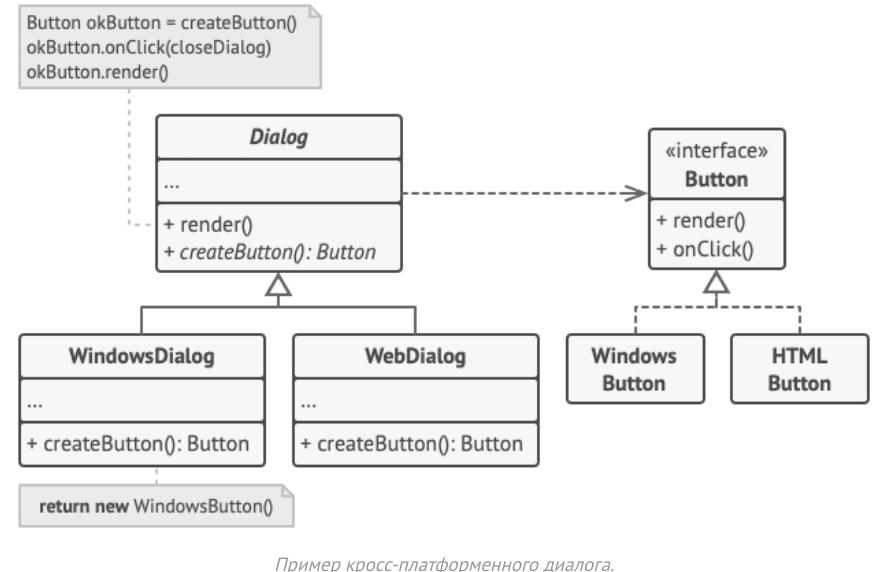 Button okButton = createButton()
okButton.onClick(closeDialog)
okButton.render()
Dialog
...
+ render()
+ createButton(): Button
«interface»
Button
+ render()
+ onClick()
WindowsDialog
...
+ createButton(): Button
WebDialog
...
+ createButton(): Button
Windows
Button
HTML
Button
return new WindowsButton()
Пример кросс-платформенного диалога.